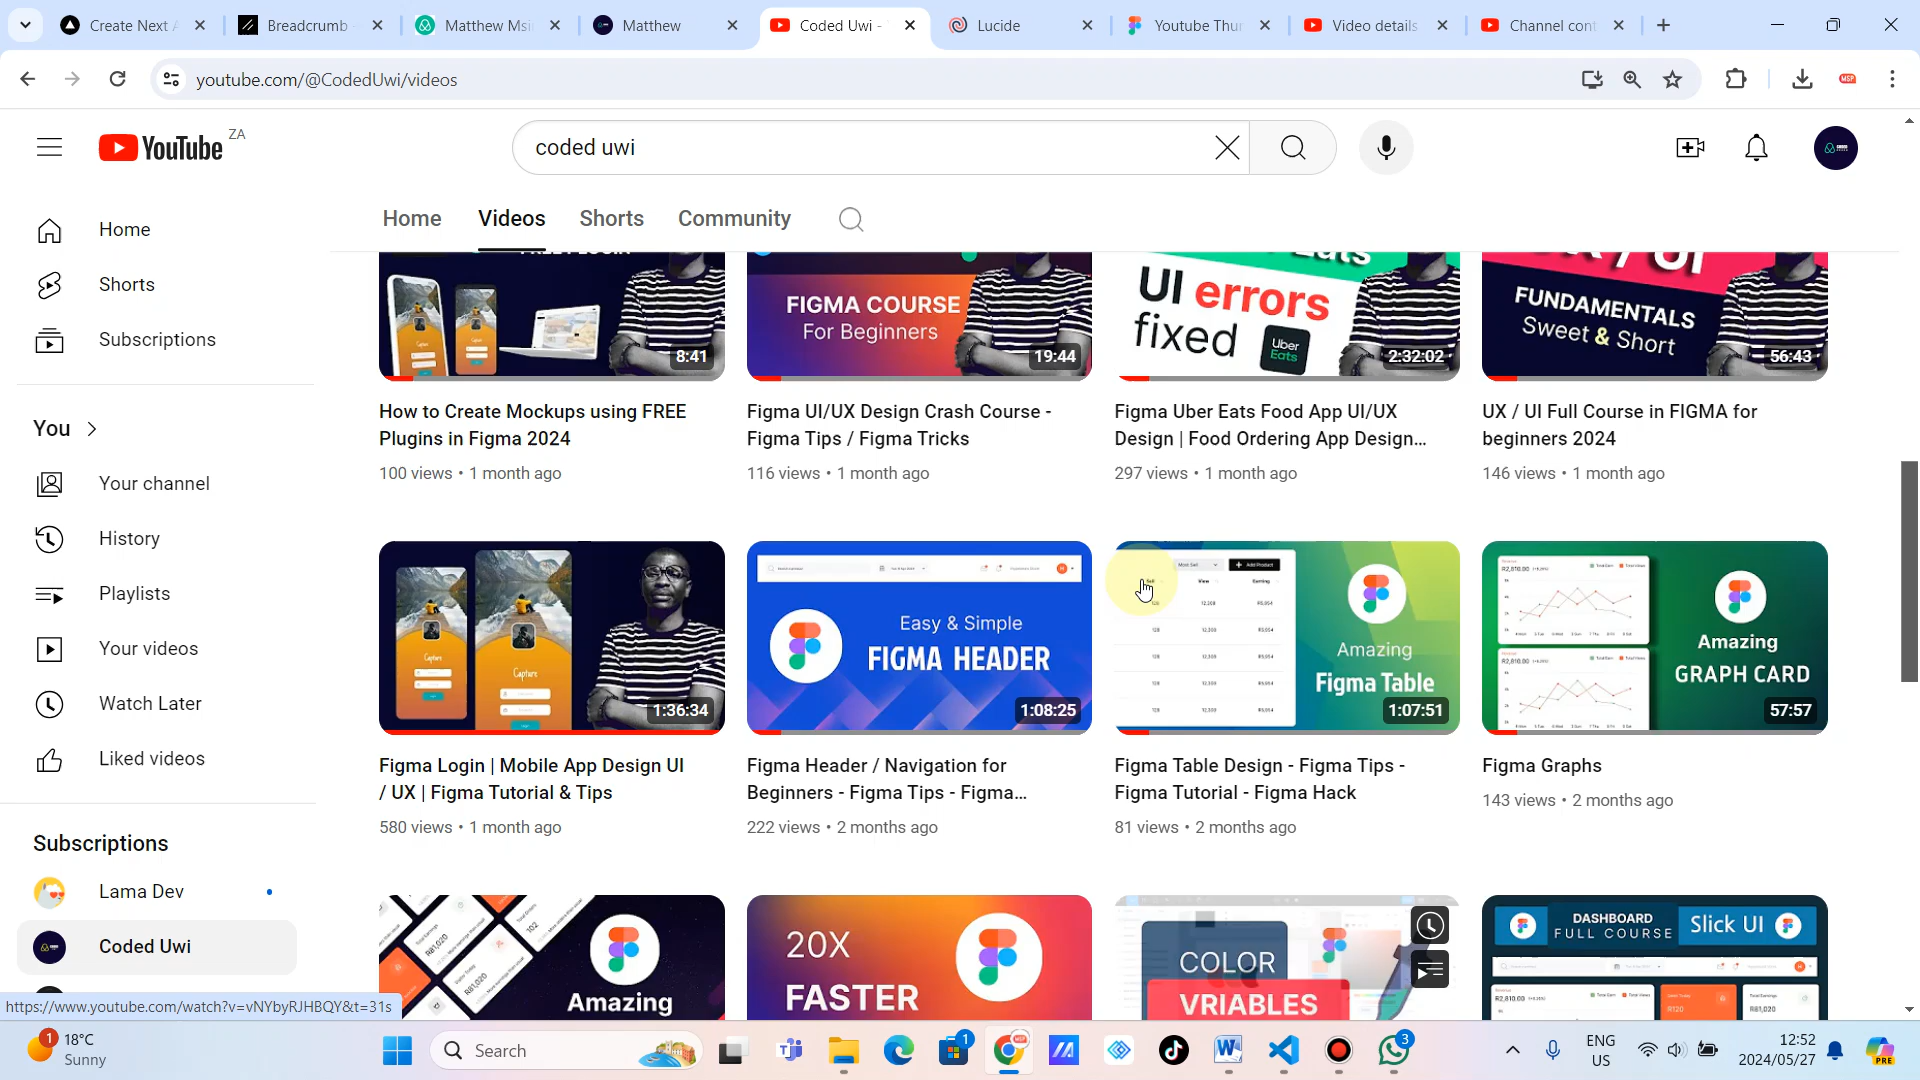 Create Next
Breadcrumb
Matthew Msi
Matthew
Coded Uwi -
Lucide
Youtube Thu
Video details
Channel cont
youtube.com/@CodedUwi/videos
YouTube ZA
coded uwi
Home
Videos
Shorts
Community
Home
Shorts
Subscriptions
You
Your channel
History
Playlists
Your videos
Watch Later
Liked videos
Subscriptions
Lama Dev
Coded Uwi
8:41
FIGMA COURSE
For Beginners
19:44
UI errors
fixed
Uber
Eats
2:32:02
FUNDAMENTALS
Sweet & Short
56:43
How to Create Mockups using FREE
Plugins in Figma 2024
100 views • 1 month ago
Figma UI/UX Design Crash Course -
Figma Tips / Figma Tricks
116 views • 1 month ago
Figma Uber Eats Food App UI/UX
Design | Food Ordering App Design...
297 views • 1 month ago
UX / UI Full Course in FIGMA for
beginners 2024
146 views • 1 month ago
Capture
Capture
1:36:34
Easy & Simple
FIGMA HEADER
1:08:25
Most Sell
Add Product
View
Earning
Amazing
Figma Table
1:07:51
Amazing
GRAPH CARD
57:57
Figma Login | Mobile App Design UI
/ UX | Figma Tutorial & Tips
580 views • 1 month ago
Figma Header / Navigation for
Beginners - Figma Tips - Figma...
222 views • 2 months ago
Figma Table Design - Figma Tips -
Figma Tutorial - Figma Hack
81 views • 2 months ago
Figma Graphs
143 views • 2 months ago
Amazing
20X
FASTER
COLOR
VRIABLES
DASHBOARD
FULL COURSE
Slick UI
https://www.youtube.com/watch?v=vNYbyRJHBQY&t=31s
1
18°C
Sunny
Search
1
3
ENG
US
12:52
2024/05/27